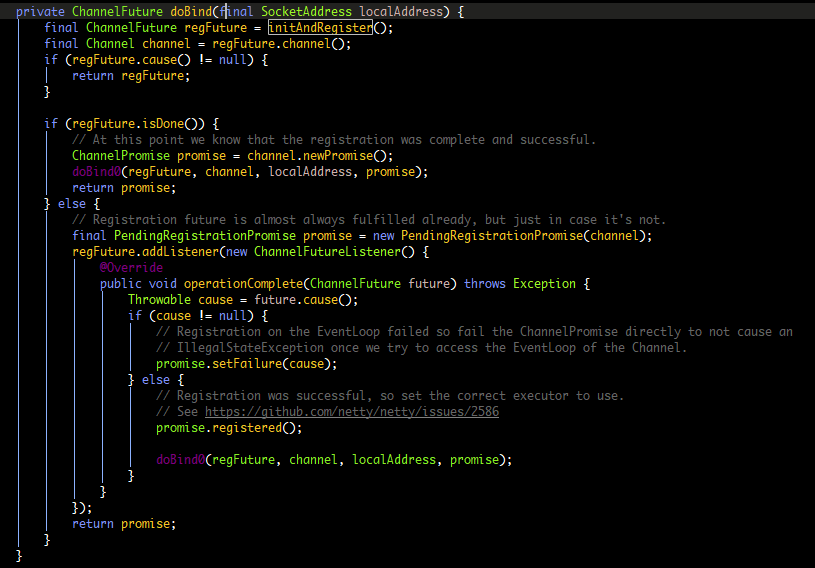 private ChannelFuture doBind(final SocketAddress localAddress) {
    final ChannelFuture regFuture = initAndRegister();
    final Channel channel = regFuture.channel();
    if (regFuture.cause() != null) {
        return regFuture;
    }

    if (regFuture.isDone()) {
        // At this point we know that the registration was complete and successful.
        ChannelPromise promise = channel.newPromise();
        doBind0(regFuture, channel, localAddress, promise);
        return promise;
    } else {
        // Registration future is almost always fulfilled already, but just in case it's not.
        final PendingRegistrationPromise promise = new PendingRegistrationPromise(channel);
        regFuture.addListener(new ChannelFutureListener() {
            @Override
            public void operationComplete(ChannelFuture future) throws Exception {
                Throwable cause = future.cause();
                if (cause != null) {
                    // Registration on the EventLoop failed so fail the ChannelPromise directly to not cause an
                    // IllegalStateException once we try to access the EventLoop of the Channel.
                    promise.setFailure(cause);
                } else {
                    // Registration was successful, so set the correct executor to use.
                    // See https://github.com/netty/netty/issues/2586
                    promise.registered();

                    doBind0(regFuture, channel, localAddress, promise);
                }
            }
        });
        return promise;
    }
}